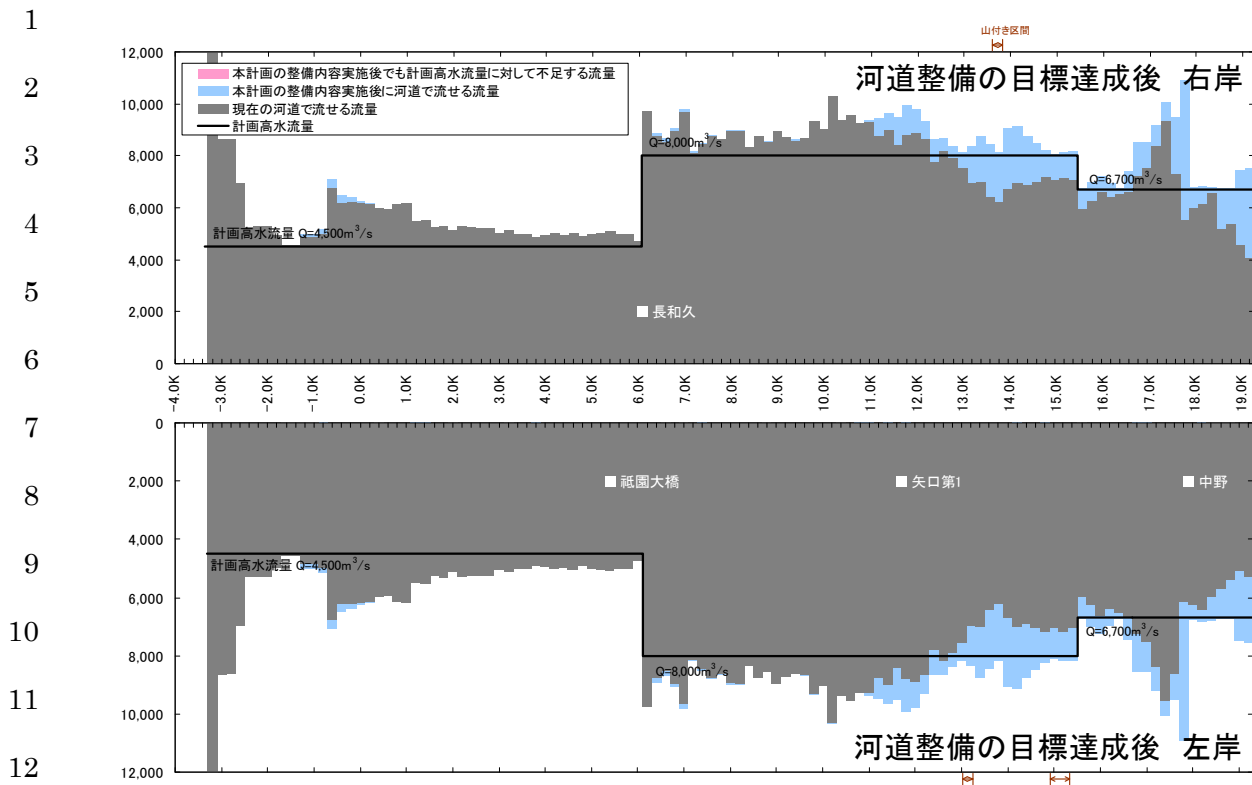 1
2
3
4
5
6
7
8
9
10
11
12
山付き区間
河道整備の目標達成後 右岸
本計画の整備内容実施後でも計画高水流量に対して不足する流量
本計画の整備内容実施後に河道で流せる流量
現在の河道で流せる流量
計画高水流量
12,000
10,000
8,000
6,000
4,000
2,000
0
計画高水流量 Q=4,500m³/s
Q=8,000m³/s
Q=6,700m³/s
長和久
-4.0K
-3.0K
-2.0K
-1.0K
0.0K
1.0K
2.0K
3.0K
4.0K
5.0K
6.0K
7.0K
8.0K
9.0K
10.0K
11.0K
12.0K
13.0K
14.0K
15.0K
16.0K
17.0K
18.0K
19.0K
0
2,000
4,000
6,000
8,000
10,000
12,000
祗園大橋
矢口第1
中野
計画高水流量 Q=4,500m³/s
Q=8,000m³/s
Q=6,700m³/s
河道整備の目標達成後 左岸